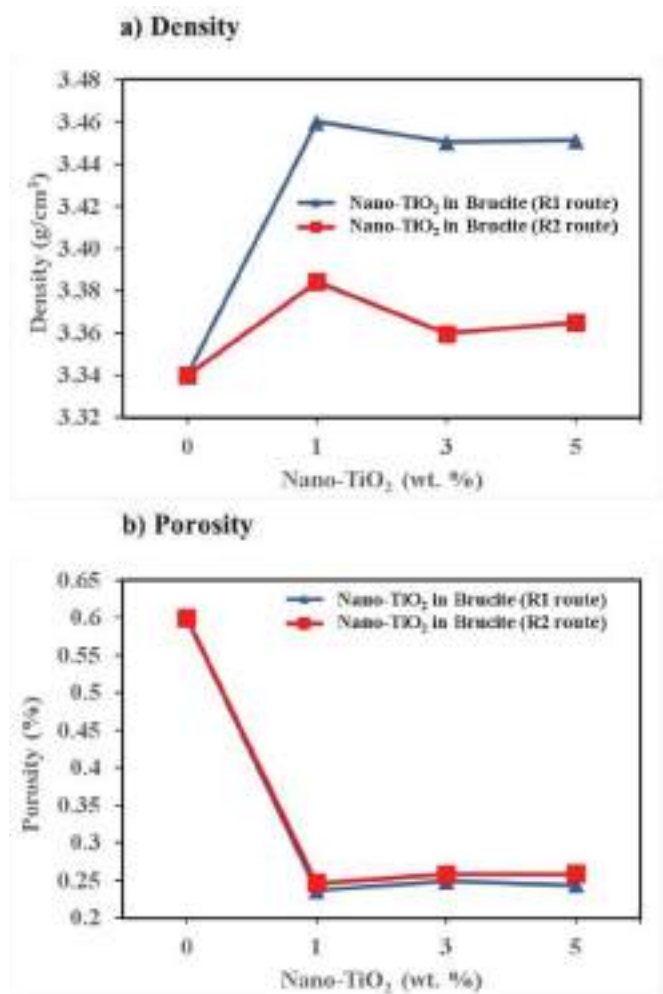 a) Density
3.48
3.46
3.44
3.42
3.40
3.38
3.36
3.34
3.32
Density (g/cm³)
Nano-TiO₂ in Brucite (R1 route)
Nano-TiO₂ in Brucite (R2 route)
0 1 3 5
Nano-TiO₂ (wt. %)
b) Porosity
0.65
0.6
0.55
0.5
0.45
0.4
0.35
0.3
0.25
0.2
Porosity (%)
Nano-TiO₂ in Brucite (R1 route)
Nano-TiO₂ in Brucite (R2 route)
0 1 3 5
Nano-TiO₂ (wt. %)